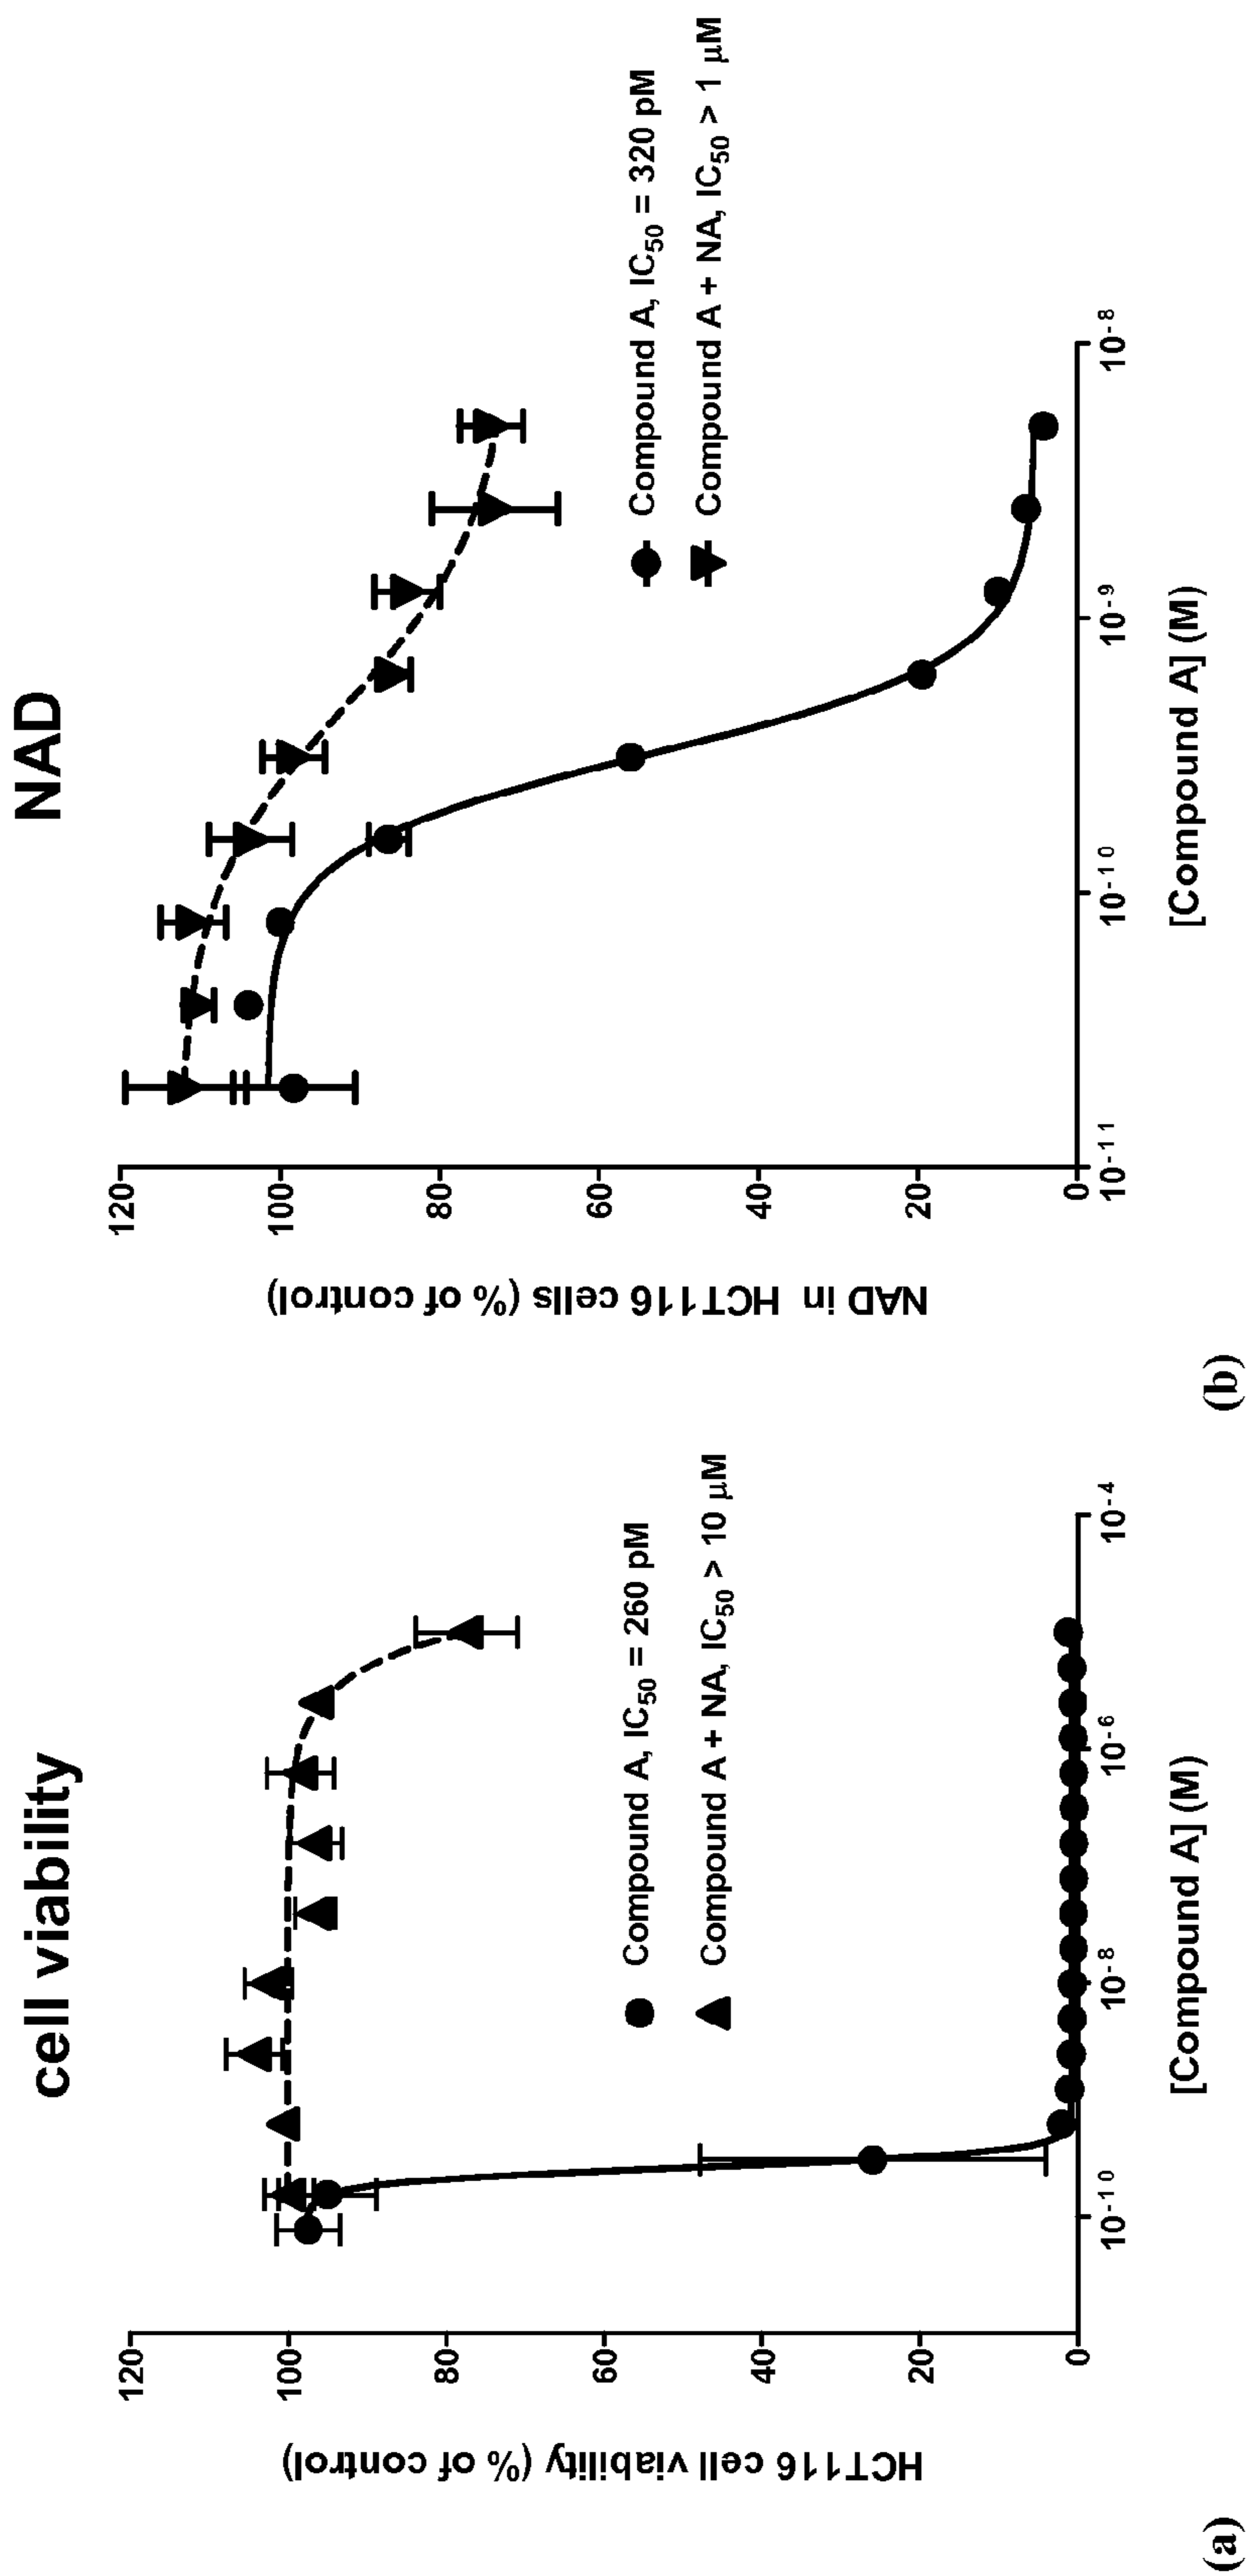 cell viability
HCT116 cell viability (% of control)
120
100
80
60
40
20
0
Compound A, IC50 = 260 pM
Compound A + NA, IC50 > 10 μM
10-10
10-8
10-6
10-4
[Compound A] (M)
(a)
NAD
NAD in HCT116 cells (% of control)
120
100
80
60
40
20
0
Compound A, IC50 = 320 pM
Compound A + NA, IC50 > 1 μM
10-11
10-10
10-9
10-8
[Compound A] (M)
(b)